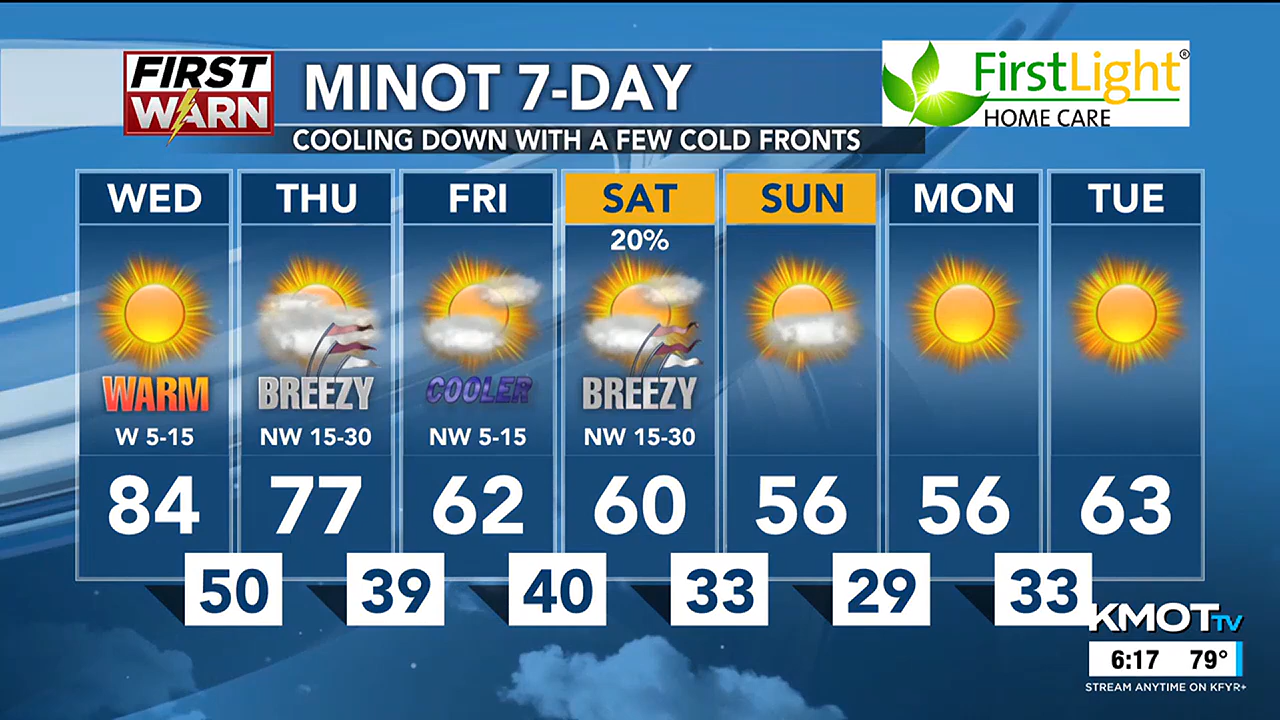 FIRST
WARN
MINOT 7-DAY
COOLING DOWN WITH A FEW COLD FRONTS
FirstLight®
HOME CARE
WED THU FRI SAT SUN MON TUE
20%
WARM BREEZY COOLER BREEZY
W 5-15 NW 15-30 NW 5-15 NW 15-30
84 77 62 60 56 56 63
50 39 40 33 29 33
KMOT TV
6:17 79°
STREAM ANYTIME ON KFYR+